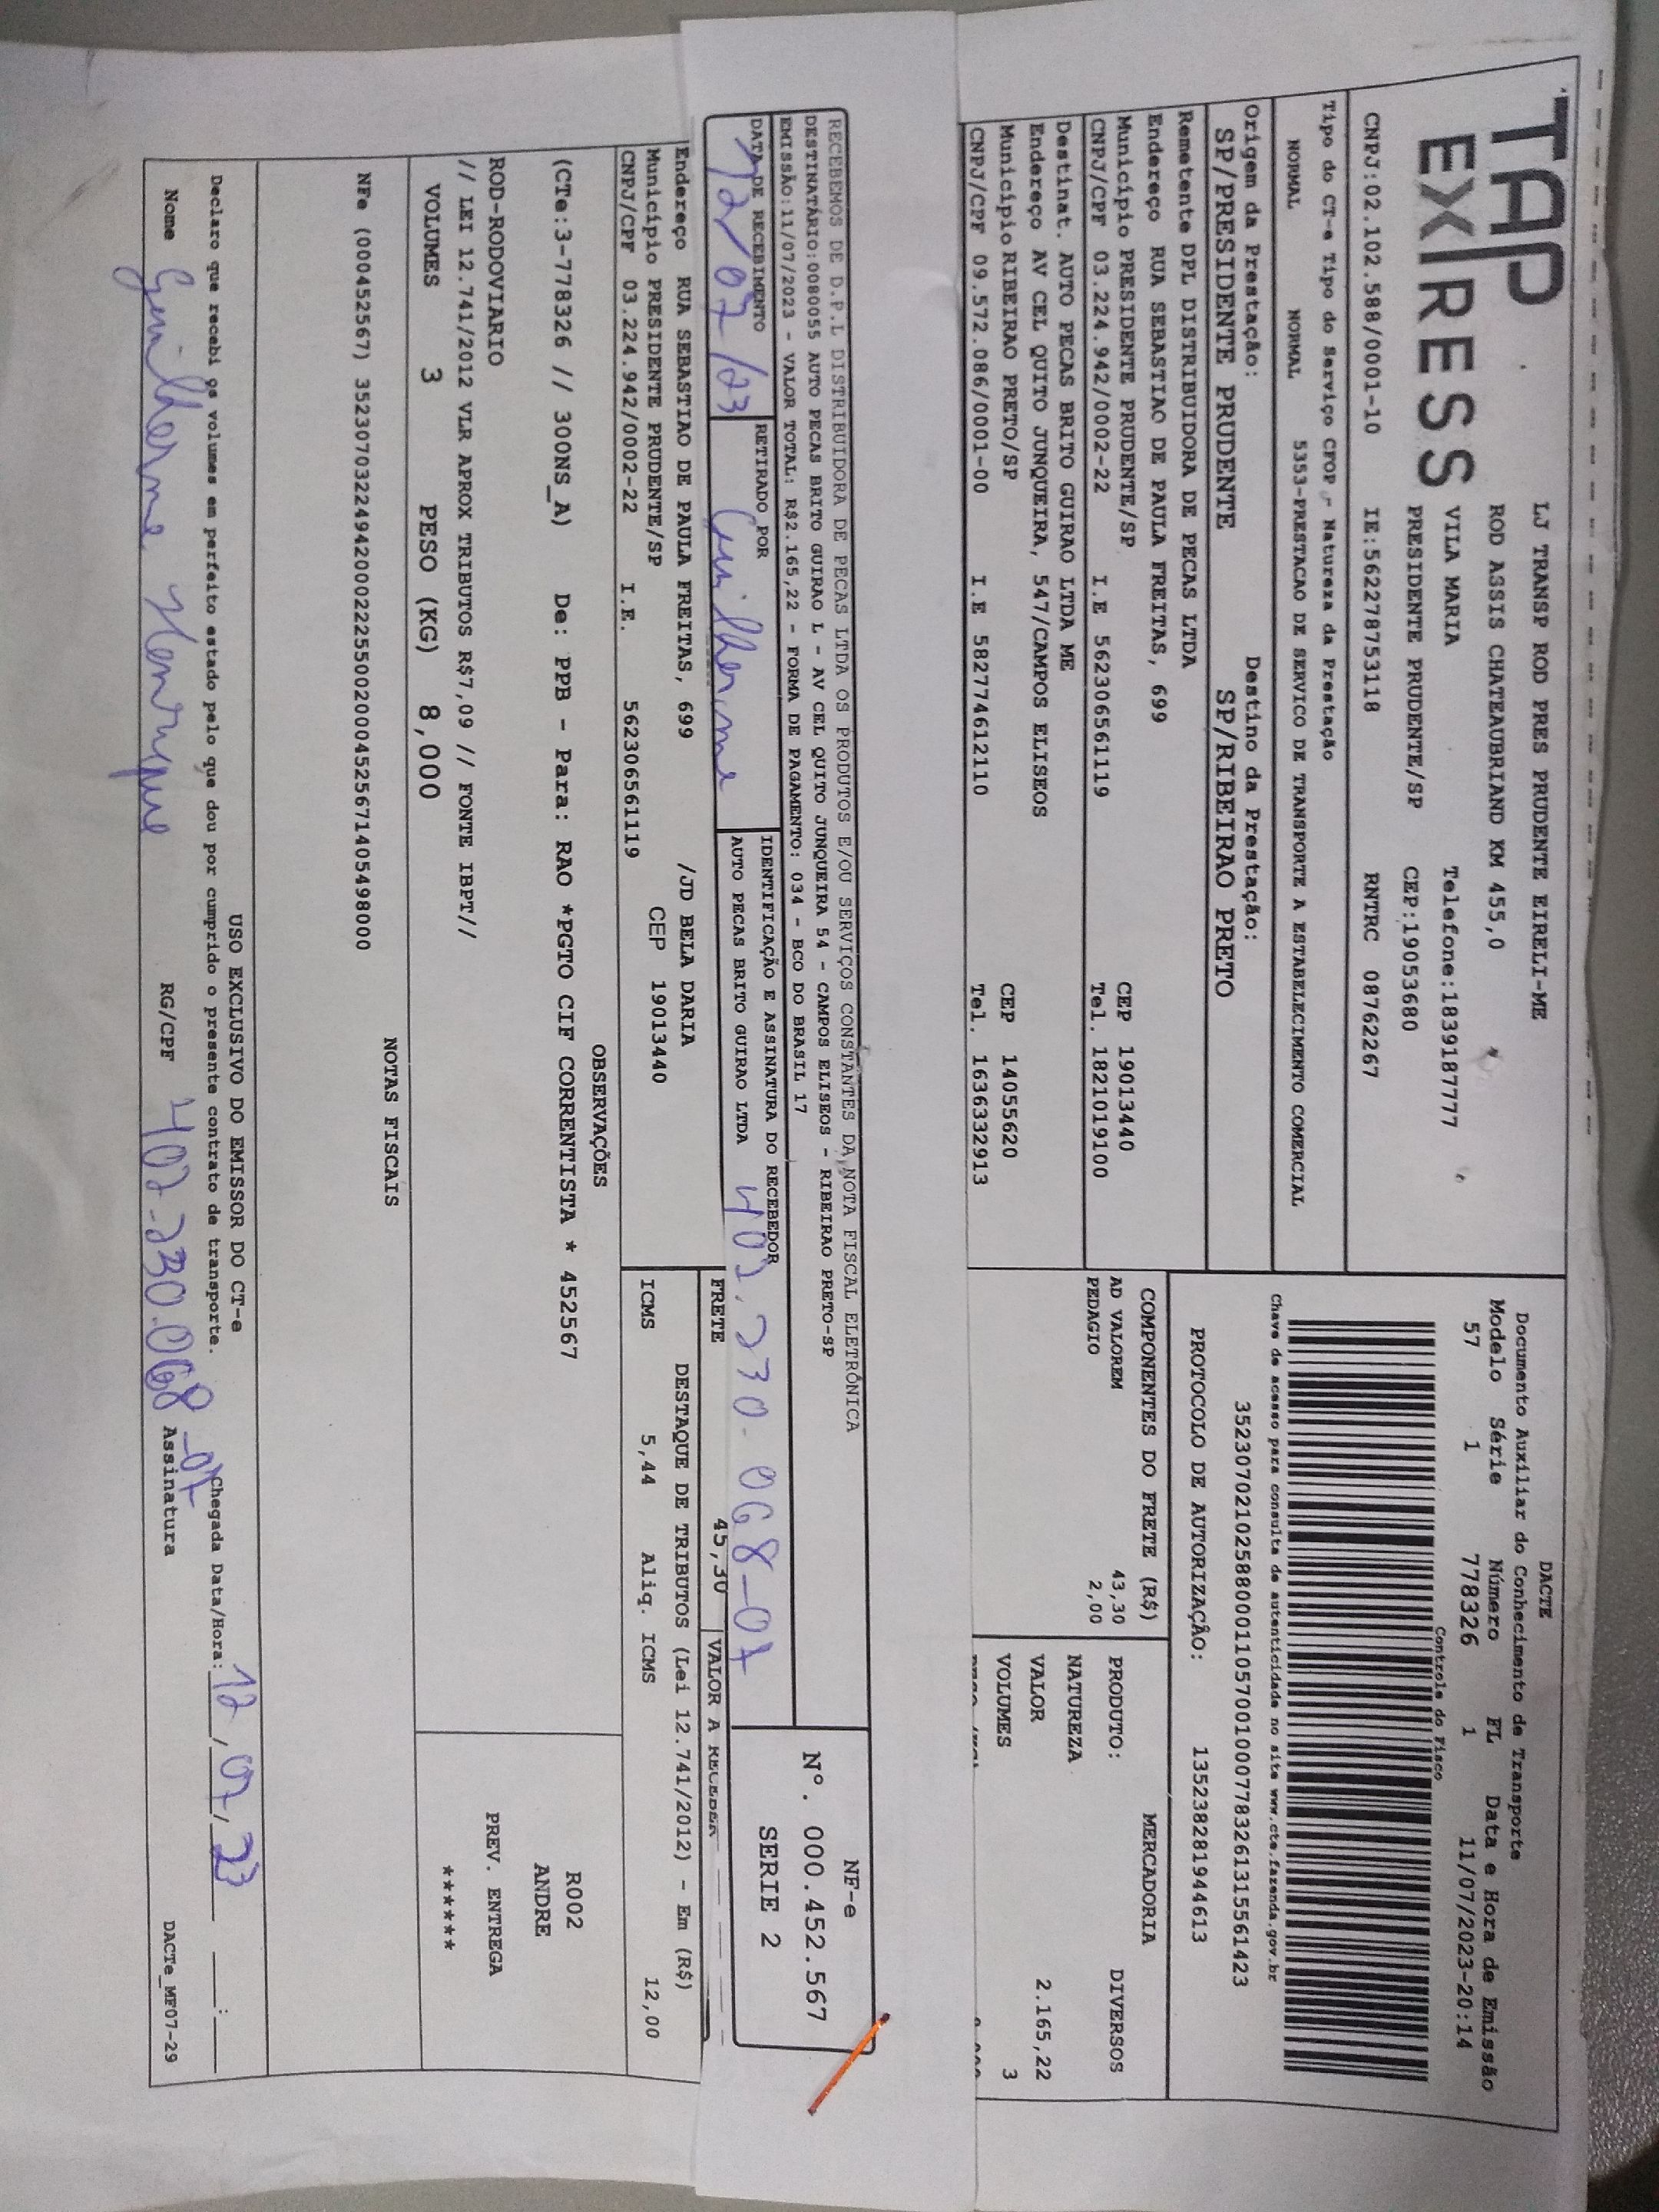 TAP
EXPRESS
LJ TRANSP ROD PRES PRUDENTE EIRELI-ME
ROD ASSIS CHATEAUBRIAND KM 455,0
VILA MARIA Telefone:1839187777
PRESIDENTE PRUDENTE/SP CEP:19053680
CNPJ:02.102.588/0001-10 IE:562278753118 RNTRC 08762267
DACTE
Documento Auxiliar do Conhecimento de Transporte
Modelo Série Número FL Data e Hora de Emissão
57 1 778326 1 11/07/2023-20:14
Controle do Fisco
Chave de acesso para consulta de autenticidade no site www.cte.fazenda.gov.br
35230702102588000110570010007783261315561423
PROTOCOLO DE AUTORIZAÇÃO: 135238281944613
Tipo do CT-e Tipo do Serviço CFOP - Natureza da Prestação
NORMAL NORMAL 5353-PRESTACAO DE SERVICO DE TRANSPORTE A ESTABELECIMENTO COMERCIAL
Origem da Prestação: Destino da Prestação:
SP/PRESIDENTE PRUDENTE SP/RIBEIRAO PRETO
Remetente DPL DISTRIBUIDORA DE PECAS LTDA
Endereço RUA SEBASTIAO DE PAULA FREITAS, 699
Município PRESIDENTE PRUDENTE/SP CEP 19013440
CNPJ/CPF 03.224.942/0002-22 I.E 562306561119 Tel. 1821019100
Destinat. AUTO PECAS BRITO GUIRAO LTDA ME
Endereço AV CEL QUITO JUNQUEIRA, 547/CAMPOS ELISEOS
Município RIBEIRAO PRETO/SP CEP 14055620
CNPJ/CPF 09.572.086/0001-00 I.E 582774612110 Tel. 1636332913
COMPONENTES DO FRETE (R$)
AD VALOREM 43,30
PEDAGIO 2,00
MERCADORIA
PRODUTO: DIVERSOS
NATUREZA
VALOR 2.165,22
VOLUMES 3
RECEBEMOS DE D.P.L DISTRIBUIDORA DE PECAS LTDA OS PRODUTOS E/OU SERVIÇOS CONSTANTES DA NOTA FISCAL ELETRÔNICA
DESTINATÁRIO:0080055 AUTO PECAS BRITO GUIRAO L - AV CEL QUITO JUNQUEIRA 54 - CAMPOS ELISEOS - RIBEIRAO PRETO-SP
EMISSÃO:11/07/2023 - VALOR TOTAL: R$2.165,22 - FORMA DE PAGAMENTO: 034 - BCO DO BRASIL 17
DATA DE RECEBIMENTO RETIRADO POR IDENTIFICAÇÃO E ASSINATURA DO RECEBEDOR
AUTO PECAS BRITO GUIRAO LTDA
12/07/23 Guilherme 402.230.068-07
NF-e
Nº. 000.452.567
SERIE 2
FRETE 45,30 VALOR A RECEBER
Endereço RUA SEBASTIAO DE PAULA FREITAS, 699 /JD BELA DARIA
Município PRESIDENTE PRUDENTE/SP CEP 19013440
CNPJ/CPF 03.224.942/0002-22 I.E. 562306561119
DESTAQUE DE TRIBUTOS (Lei 12.741/2012) - Em (R$)
ICMS 5,44 Aliq. ICMS 12,00
OBSERVAÇÕES
(CTe:3-778326 // 300NS_A) De: PPB - Para: RAO *PGTO CIF CORRENTISTA * 452567
ROD-RODOVIARIO
// LEI 12.741/2012 VLR APROX TRIBUTOS R$7,09 // FONTE IBPT//
VOLUMES 3 PESO (KG) 8,000
R002
ANDRE
PREV. ENTREGA
*******
NOTAS FISCAIS
NFe (000452567) 35230703224942000222550020004525671405498000
USO EXCLUSIVO DO EMISSOR DO CT-e
Declaro que recebi os volumes em perfeito estado pelo que dou por cumprido o presente contrato de transporte. Chegada Data/Hora: 12/07/23 :
Nome Guilherme Henrique RG/CPF 402-230.068-07 Assinatura DACTe_MF07-29